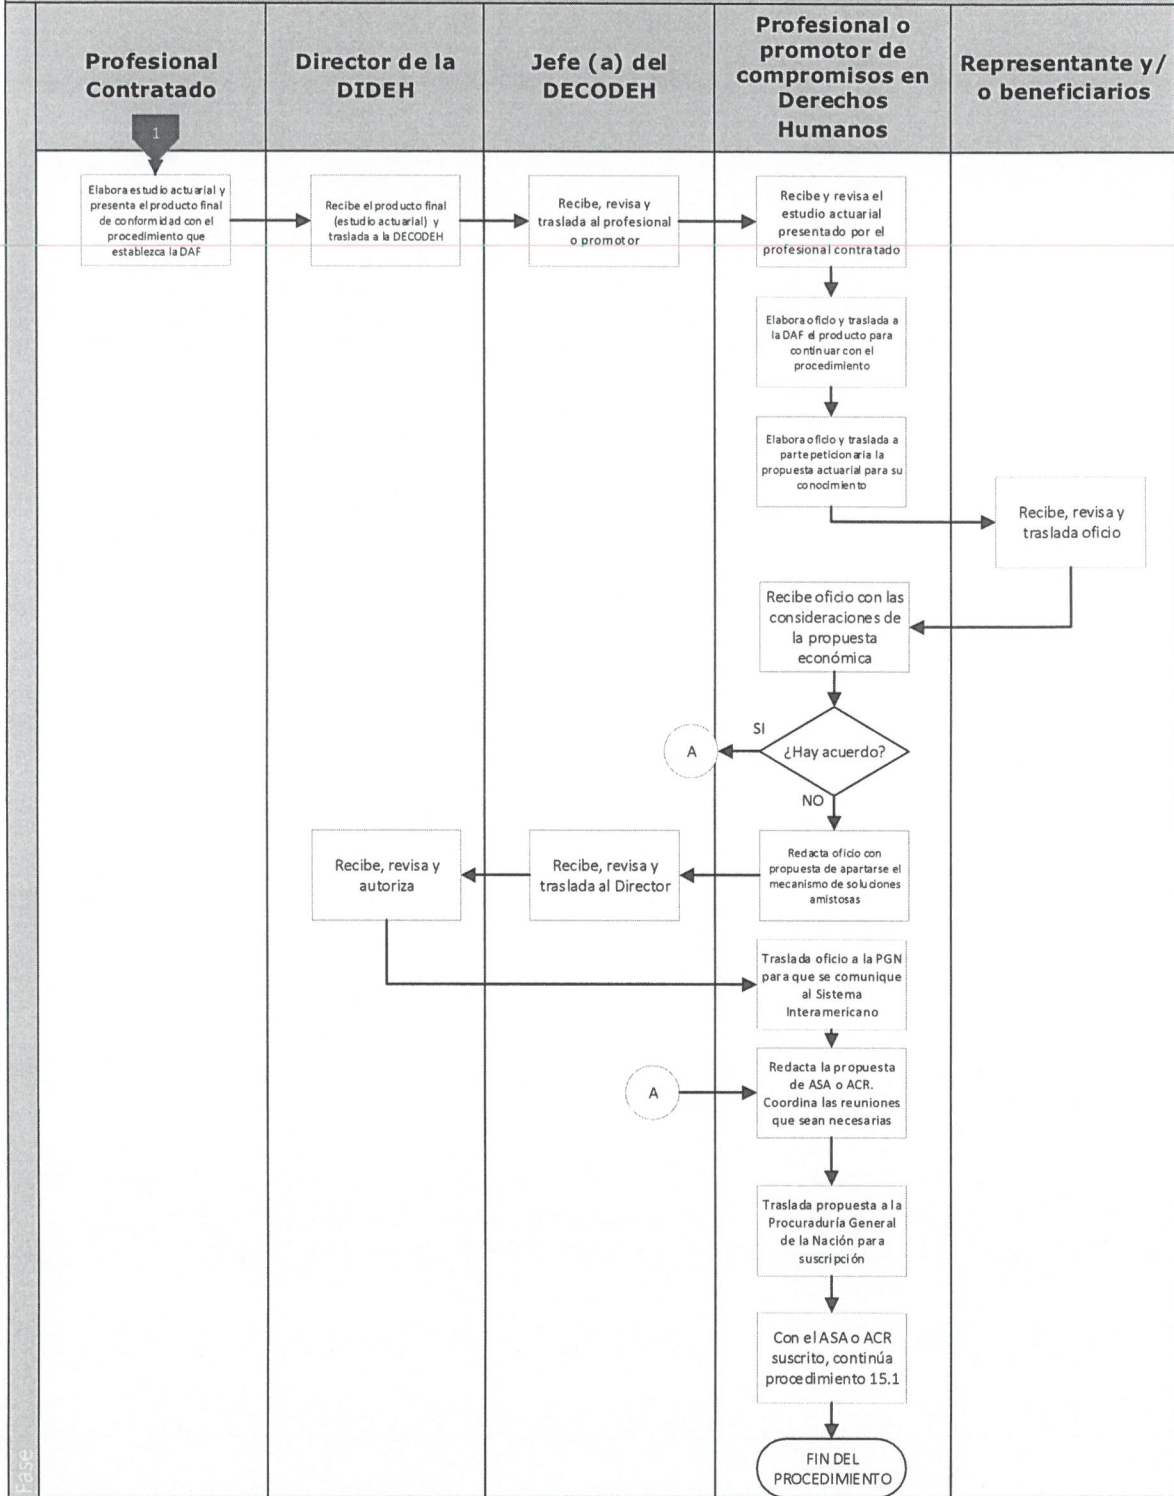 Profesional
Contratado
Director de la
DIDEH
Jefe (a) del
DECODEH
Profesional o
promotor de
compromisos en
Derechos
Humanos
Representante y/
o beneficiarios
1
Elabora estudio actuarial y
presenta el producto final
de conformidad con el
procedimiento que
establezca la DAF
Recibe el producto final
(estudio actuarial) y
traslada a la DECODEH
Recibe, revisa y
traslada al profesional
o promotor
Recibe y revisa el
estudio actuarial
presentado por el
profesional contratado
Elabora oficio y traslada a
la DAF el producto para
continuar con el
procedimiento
Elabora oficio y traslada a
parte peticionaria la
propuesta actuarial para su
conocimiento
Recibe, revisa y
traslada oficio
Recibe oficio con las
consideraciones de
la propuesta
económica
SI
A
¿Hay acuerdo?
NO
Recibe, revisa y
autoriza
Recibe, revisa y
traslada al Director
Redacta oficio con
propuesta de apartarse el
mecanismo de soluciones
amistosas
Traslada oficio a la PGN
para que se comunique
al Sistema
Interamericano
A
Redacta la propuesta
de ASA o ACR.
Coordina las reuniones
que sean necesarias
Traslada propuesta a la
Procuraduría General
de la Nación para
suscripción
Con el ASA o ACR
suscrito, continúa
procedimiento 15.1
FIN DEL
PROCEDIMIENTO
Fase